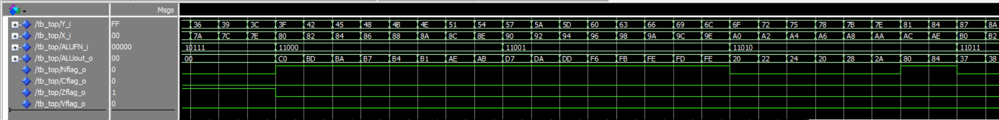 Msgs
/tb_top/Y_i FF 36 39 3C 3F 42 45 48 4B 4E 51 54 57 5A 5D 60 63 66 69 6C 6F 72 75 78 7B 7E 81 84 87 8A
/tb_top/X_i 00 7A 7C 7E 80 82 84 86 88 8A 8C 8E 90 92 94 96 98 9A 9C 9E A0 A2 A4 A6 A8 AA AC AE B0 B2
/tb_top/ALUFN_i 00000 10111 11000 11001 11010 11011
/tb_top/ALUout_o 00 00 C0 BD BA B7 B4 B1 AE AB D7 DA DD F6 FB FE FD FE 20 22 24 20 28 2A 80 84 37 38
/tb_top/Nflag_o 0
/tb_top/Cflag_o 0
/tb_top/Zflag_o 1
/tb_top/Vflag_o 0